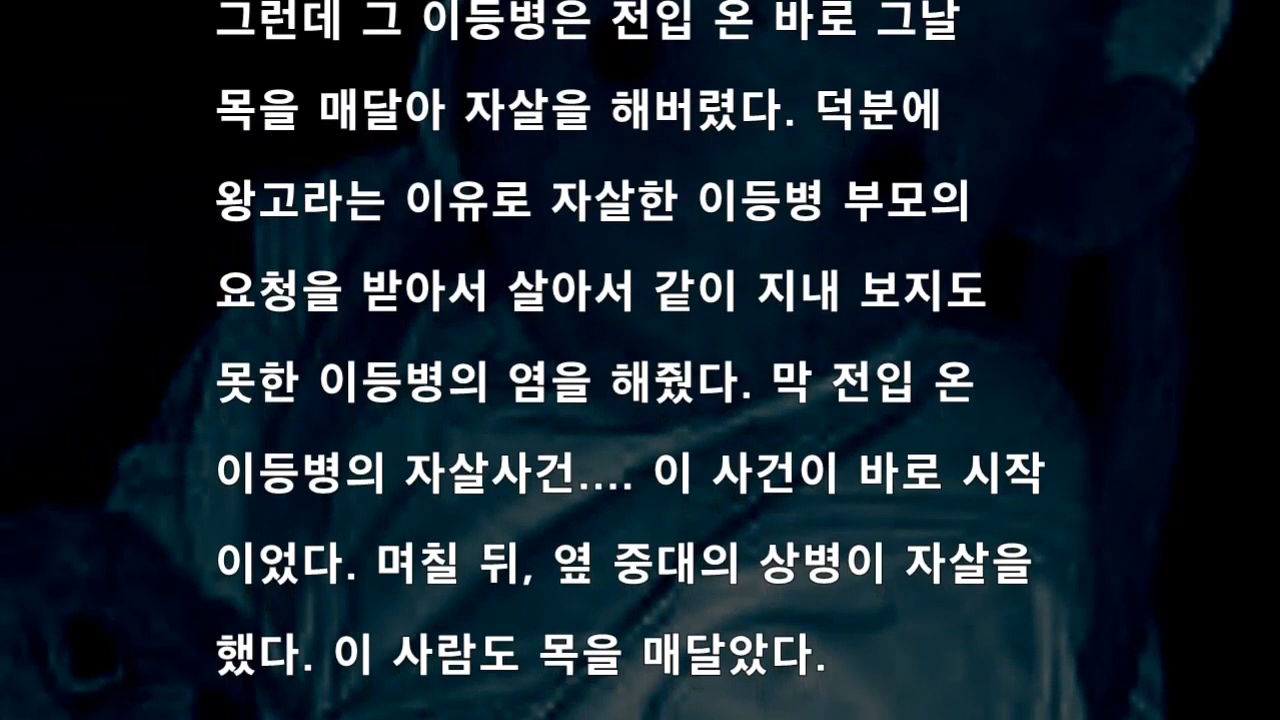 그런데 그 이등병은 전입 온 바로 그날
목을 매달아 자살을 해버렸다. 덕분에
왕고라는 이유로 자살한 이등병 부모의
요청을 받아서 살아서 같이 지내 보지도
못한 이등병의 염을 해줬다. 막 전입 온
이등병의 자살사건.... 이 사건이 바로 시작
이었다. 며칠 뒤, 옆 중대의 상병이 자살을
했다. 이 사람도 목을 매달았다.